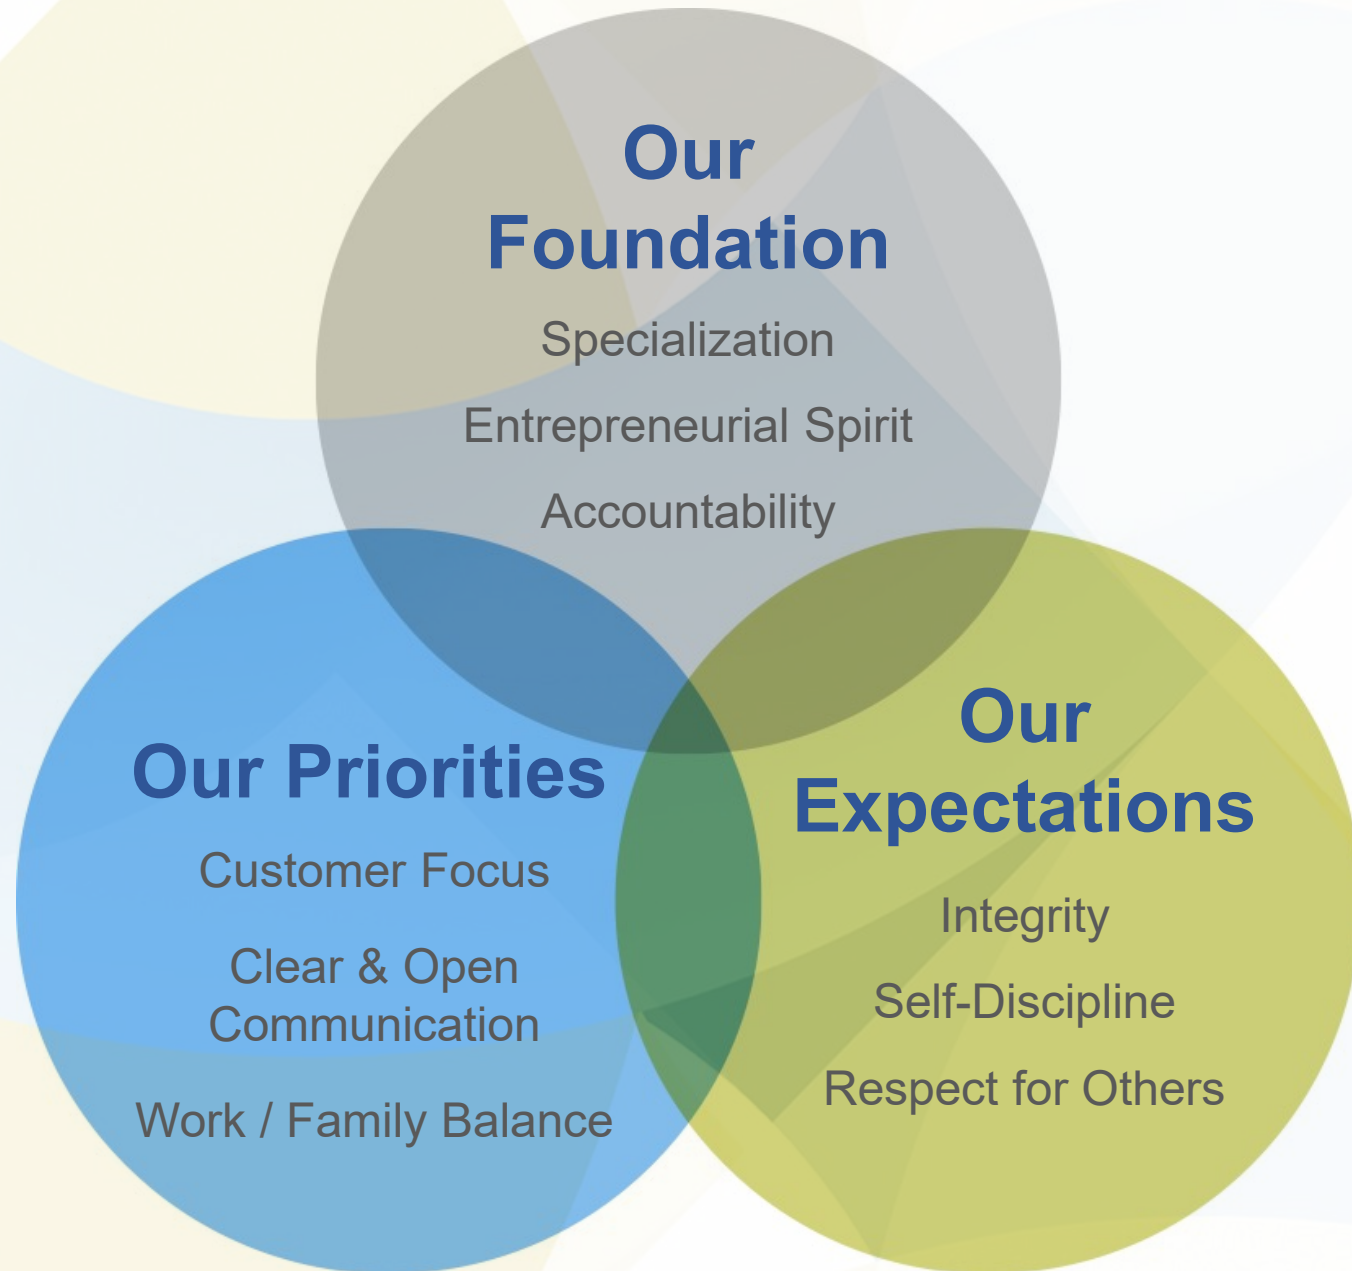 Our
Foundation
Specialization
Entrepreneurial Spirit
Accountability
Our Priorities
Customer Focus
Clear & Open
Communication
Work / Family Balance
Our
Expectations
Integrity
Self-Discipline
Respect for Others